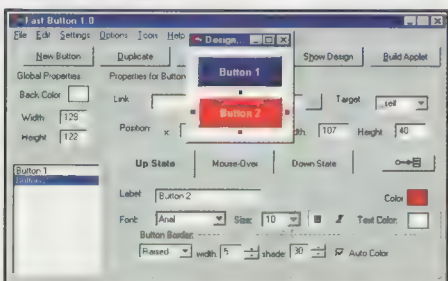 Fast Button 1.0
File Edit Settings Options Icon Help
Design...
New Button Duplicate Show Design Build Applet
Global Properties
Properties for Button
Back Color
Link Target _self
Width 129
Height 122
Position: x width 107 Height 40
Button 1
Button 2
Up State Mouse-Over Down State
Button 1
Label: Button 2 Color
Font: Arial Size: 10 B I Text Color:
Button Border:
Raised width 5 shade 30 Auto Color